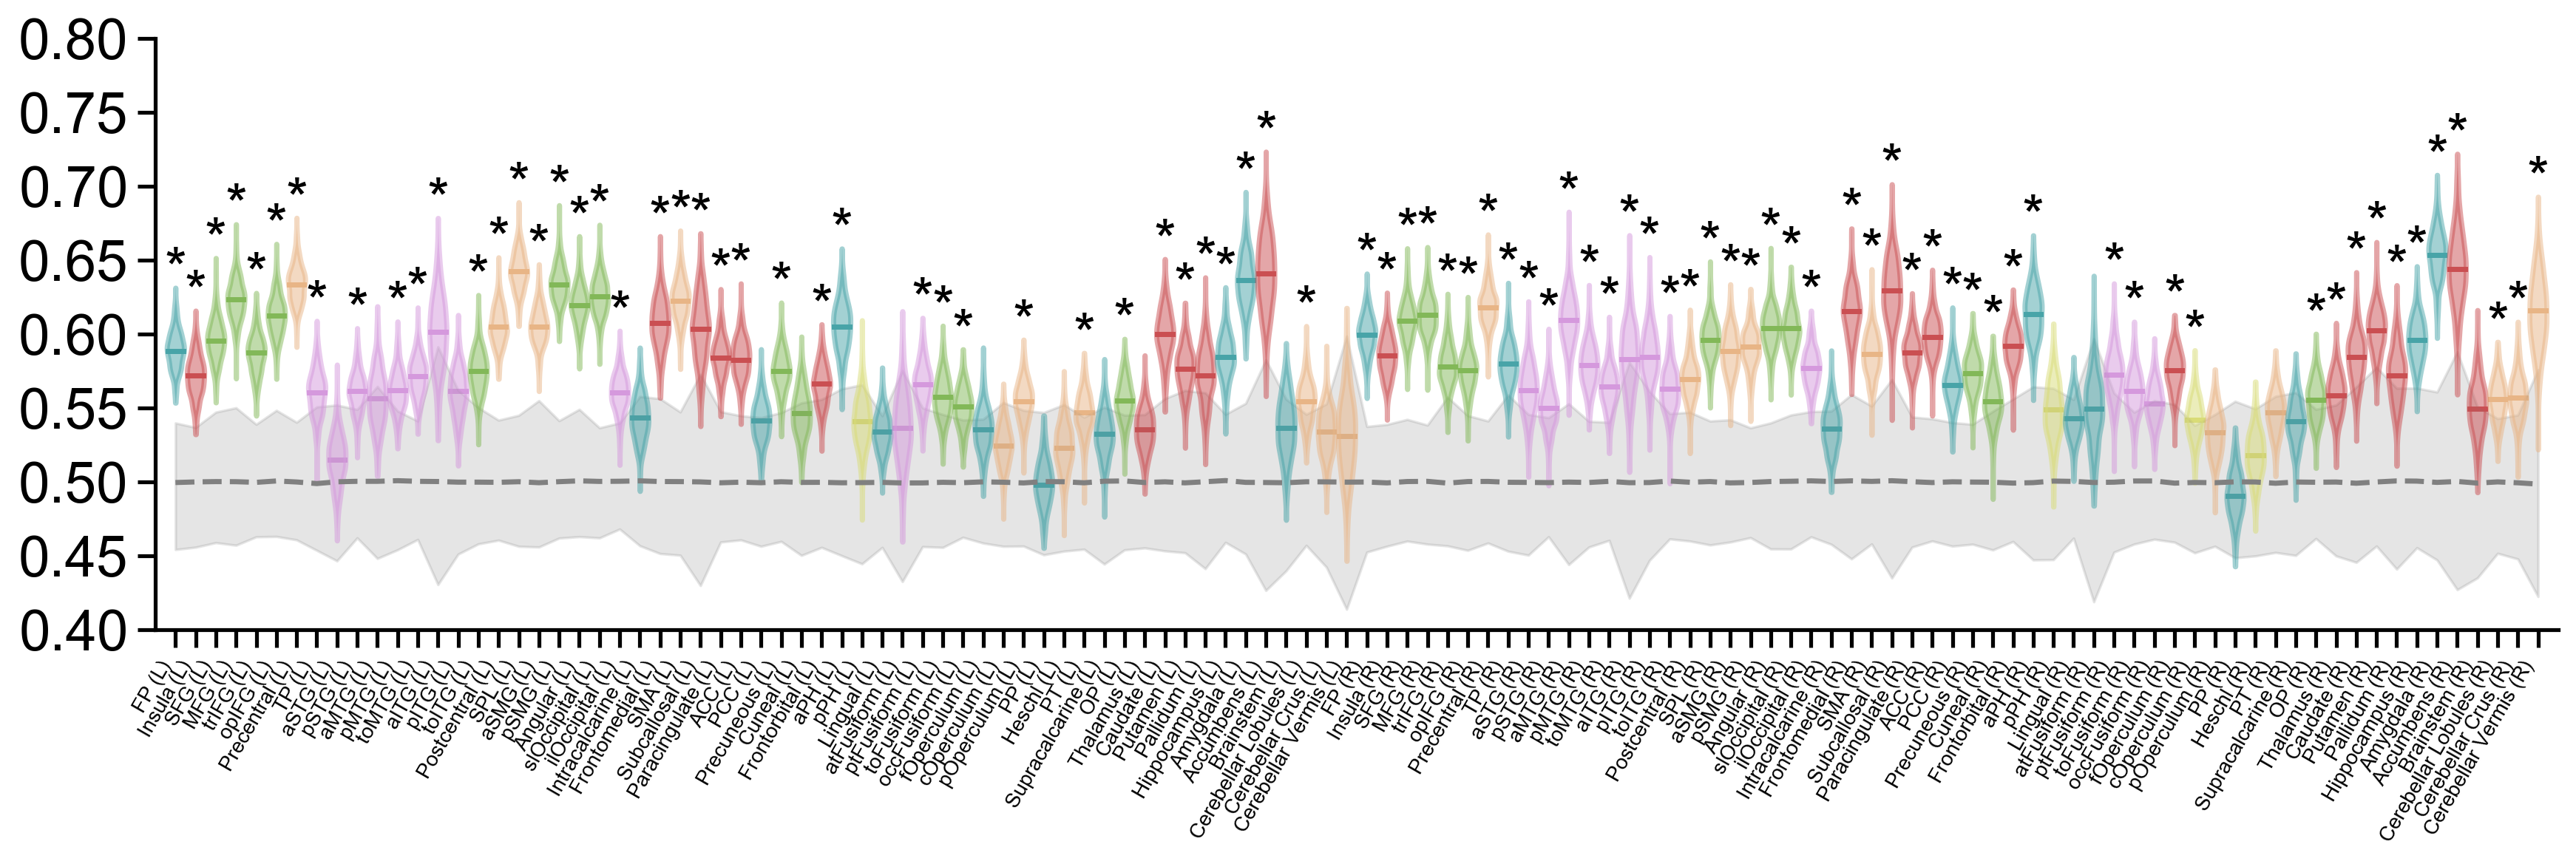 0.80
0.75
0.70
0.65
0.60
0.55
0.50
0.45
0.40
FP (L)
Insula (L)
SFG (L)
MFG (L)
triFG (L)
opIFG (L)
Precentral (L)
TP (L)
aSTG (L)
pSTG (L)
aMTG (L)
pMTG (L)
toMTG (L)
aITG (L)
pITG (L)
toITG (L)
Postcentral (L)
SPL (L)
aSMG (L)
pSMG (L)
Angular (L)
slOccipital (L)
ilOccipital (L)
Intracalcarine (L)
Frontomedial (L)
SMA (L)
Subcallosal (L)
Paracingulate (L)
ACC (L)
PCC (L)
Precuneous (L)
Cuneal (L)
Frontorbital (L)
aPH (L)
pPH (L)
Lingual (L)
atFusiform (L)
ptFusiform (L)
toFusiform (L)
occFusiform (L)
fOperculum (L)
cOperculum (L)
pOperculum (L)
PP (L)
Heschl (L)
PT (L)
Supracalcarine (L)
OP (L)
Thalamus (L)
Caudate (L)
Putamen (L)
Pallidum (L)
Hippocampus (L)
Amygdala (L)
Accumbens (L)
Brainstem (L)
Cerebellar Lobules (L)
Cerebellar Crus (L)
Cerebellar Vermis (L)
FP (R)
Insula (R)
SFG (R)
MFG (R)
triFG (R)
opIFG (R)
Precentral (R)
TP (R)
aSTG (R)
pSTG (R)
aMTG (R)
pMTG (R)
toMTG (R)
aITG (R)
pITG (R)
toITG (R)
Postcentral (R)
SPL (R)
aSMG (R)
pSMG (R)
Angular (R)
slOccipital (R)
ilOccipital (R)
Intracalcarine (R)
Frontomedial (R)
SMA (R)
Subcallosal (R)
Paracingulate (R)
ACC (R)
PCC (R)
Precuneous (R)
Cuneal (R)
Frontorbital (R)
aPH (R)
pPH (R)
Lingual (R)
atFusiform (R)
ptFusiform (R)
toFusiform (R)
occFusiform (R)
fOperculum (R)
cOperculum (R)
pOperculum (R)
PP (R)
Heschl (R)
PT (R)
Supracalcarine (R)
OP (R)
Thalamus (R)
Caudate (R)
Putamen (R)
Pallidum (R)
Hippocampus (R)
Amygdala (R)
Accumbens (R)
Brainstem (R)
Cerebellar Lobules (R)
Cerebellar Crus (R)
Cerebellar Vermis (R)